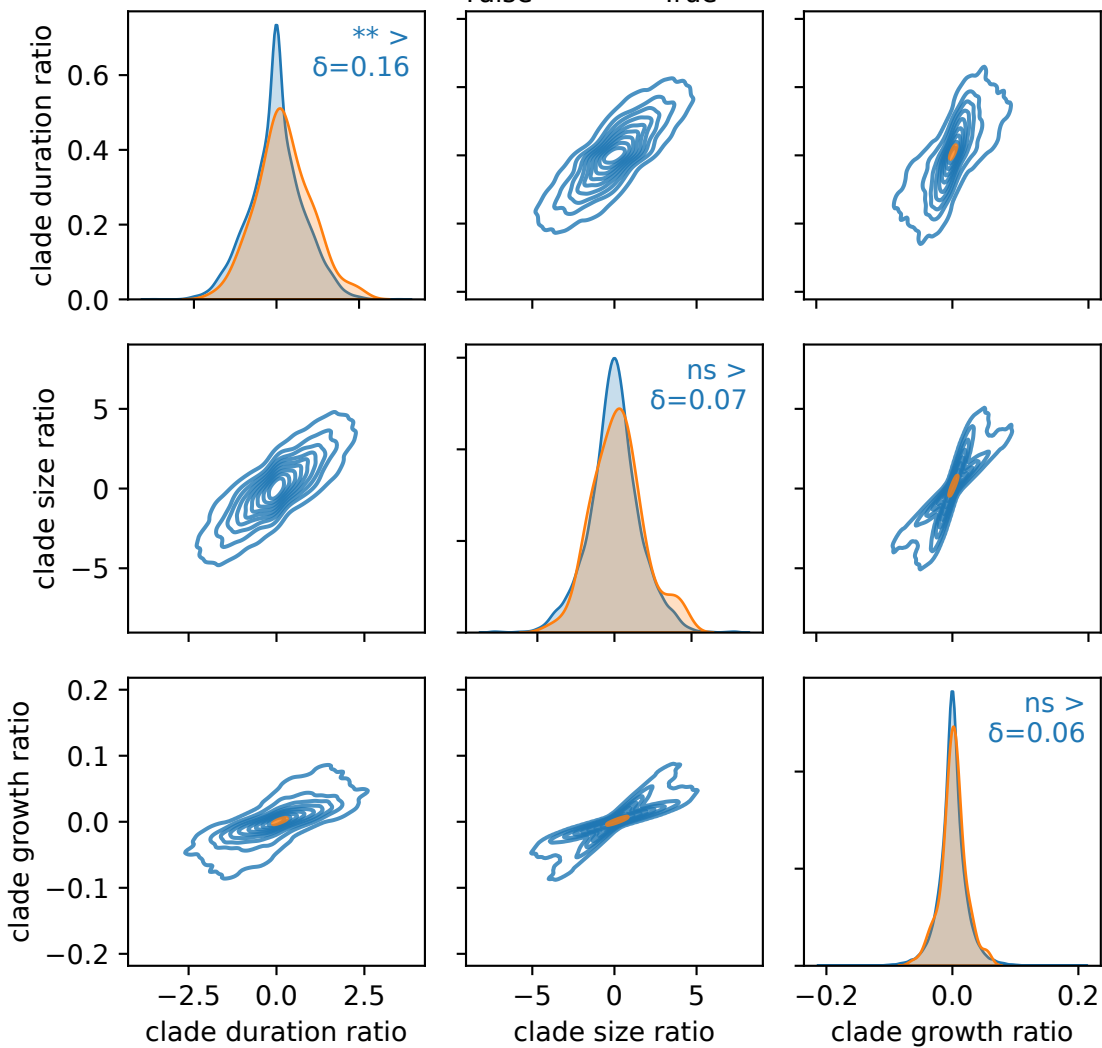 False True
** >
δ=0.16
clade duration ratio
0.6
0.4
0.2
0.0
ns >
δ=0.07
clade size ratio
5
0
−5
ns >
δ=0.06
clade growth ratio
0.2
0.1
0.0
−0.1
−0.2
−2.5 0.0 2.5
−5 0 5
−0.2 0.0 0.2
clade duration ratio
clade size ratio
clade growth ratio